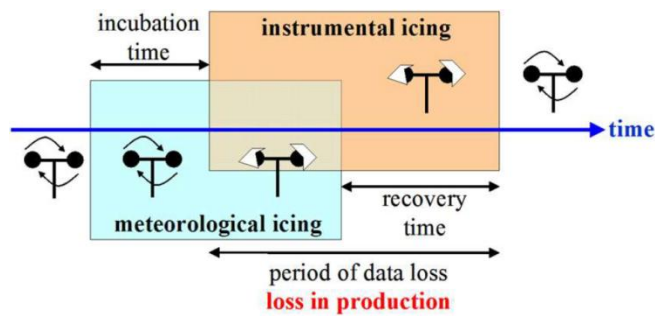 incubation
time
instrumental icing
time
meteorological icing
recovery
time
period of data loss
loss in production